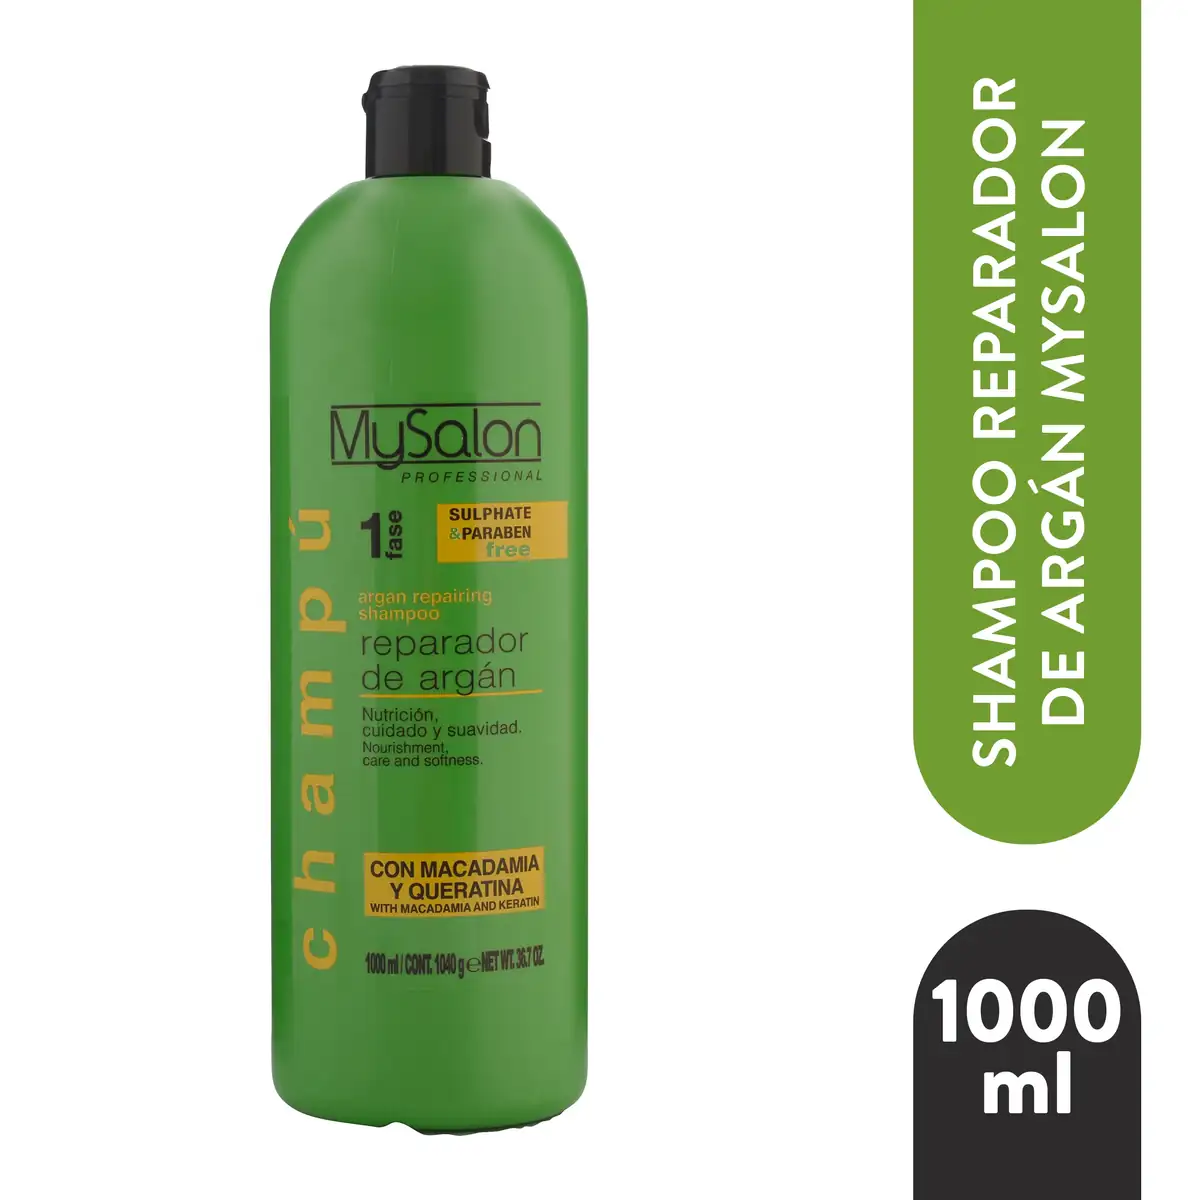 MySalon
PROFESSIONAL
1 fase
SULPHATE
&PARABEN
free
champú
argan repairing
shampoo
reparador
de argán
Nutrición,
cuidado y suavidad.
Nourishment,
care and softness.
CON MACADAMIA
Y QUERATINA
WITH MACADAMIA AND KERATIN
1000 ml / CONT. 1040 g e NET WT. 36.7 OZ.
SHAMPOO REPARADOR
DE ARGÁN MYSALON
1000
ml